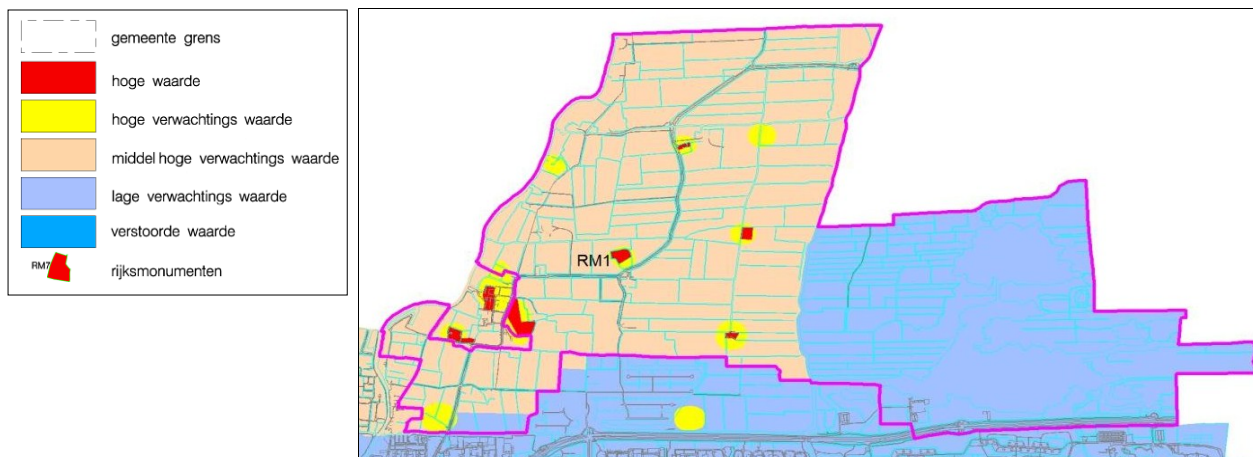 gemeente grens
hoge waarde
hoge verwachtings waarde
middel hoge verwachtings waarde
lage verwachtings waarde
verstoorde waarde
RM7
rijksmonumenten
RM1